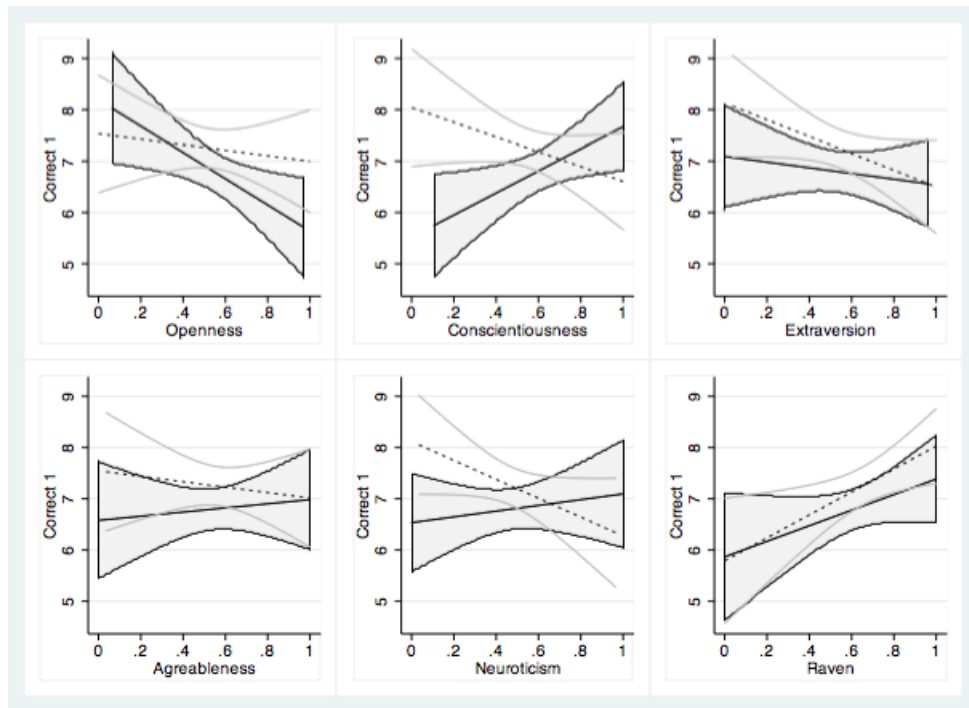 9
8
7
6
5
Correct 1
0 .2 .4 .6 .8 1
Openness
9
8
7
6
5
Correct 1
0 .2 .4 .6 .8 1
Conscientiousness
9
8
7
6
5
Correct 1
0 .2 .4 .6 .8 1
Extraversion
9
8
7
6
5
Correct 1
0 .2 .4 .6 .8 1
Agreableness
9
8
7
6
5
Correct 1
0 .2 .4 .6 .8 1
Neuroticism
9
8
7
6
5
Correct 1
0 .2 .4 .6 .8 1
Raven